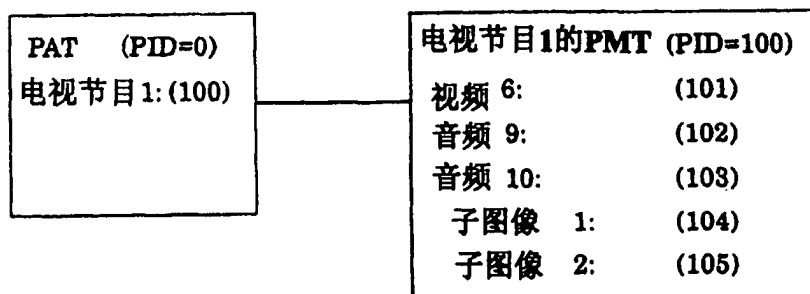 PAT (PID=0)
电视节目1:(100)
电视节目1的PMT (PID=100)
视频 6: (101)
音频 9: (102)
音频 10: (103)
子图像 1: (104)
子图像 2: (105)